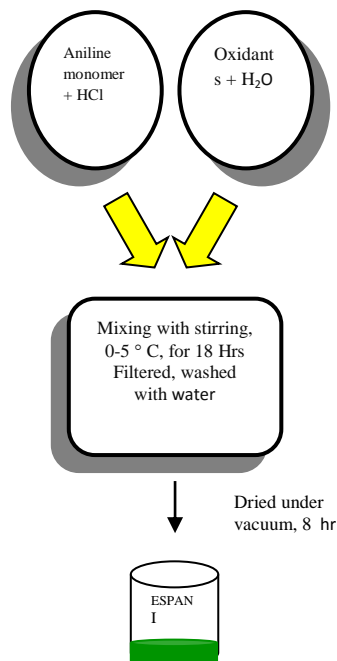 Aniline
monomer
+ HCl
Oxidant
s + H₂O
Mixing with stirring,
0-5 ° C, for 18 Hrs
Filtered, washed
with water
Dried under
vacuum, 8 hr
ESPAN
I